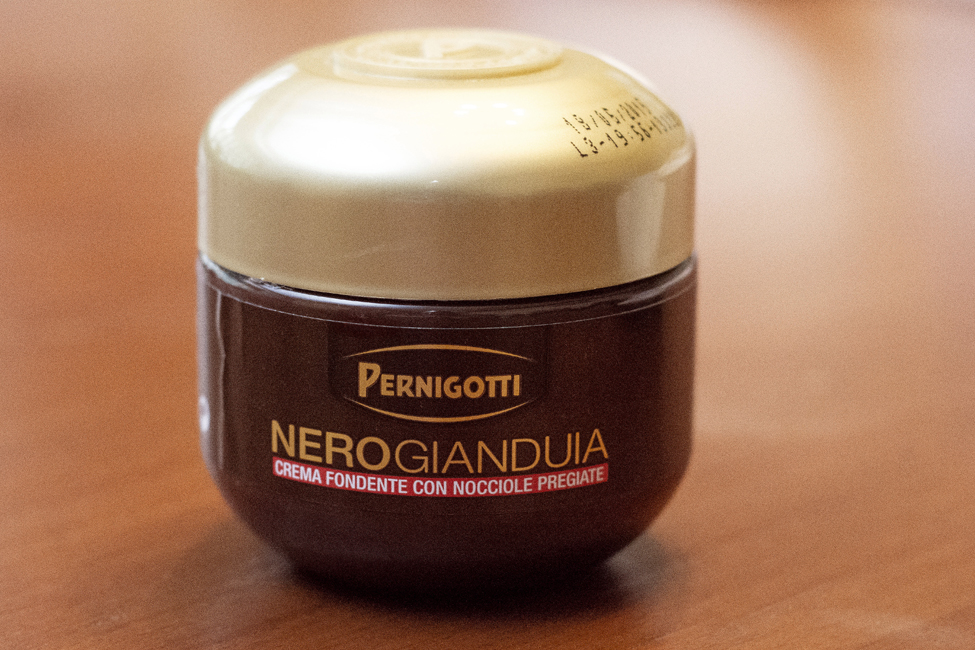 PERNIGOTTI
NEROGIANDUIA
CREMA FONDENTE CON NOCCIOLE PREGIATE